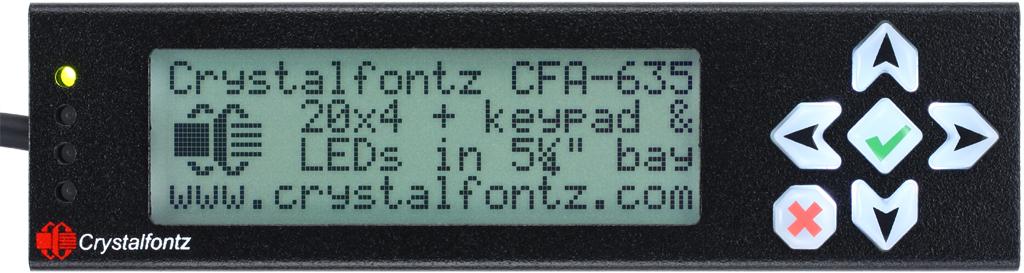 Crystalfontz CFA-635
20x4 + keypad &
LEDs in 5¼" bay
www.crystalfontz.com
Crystalfontz